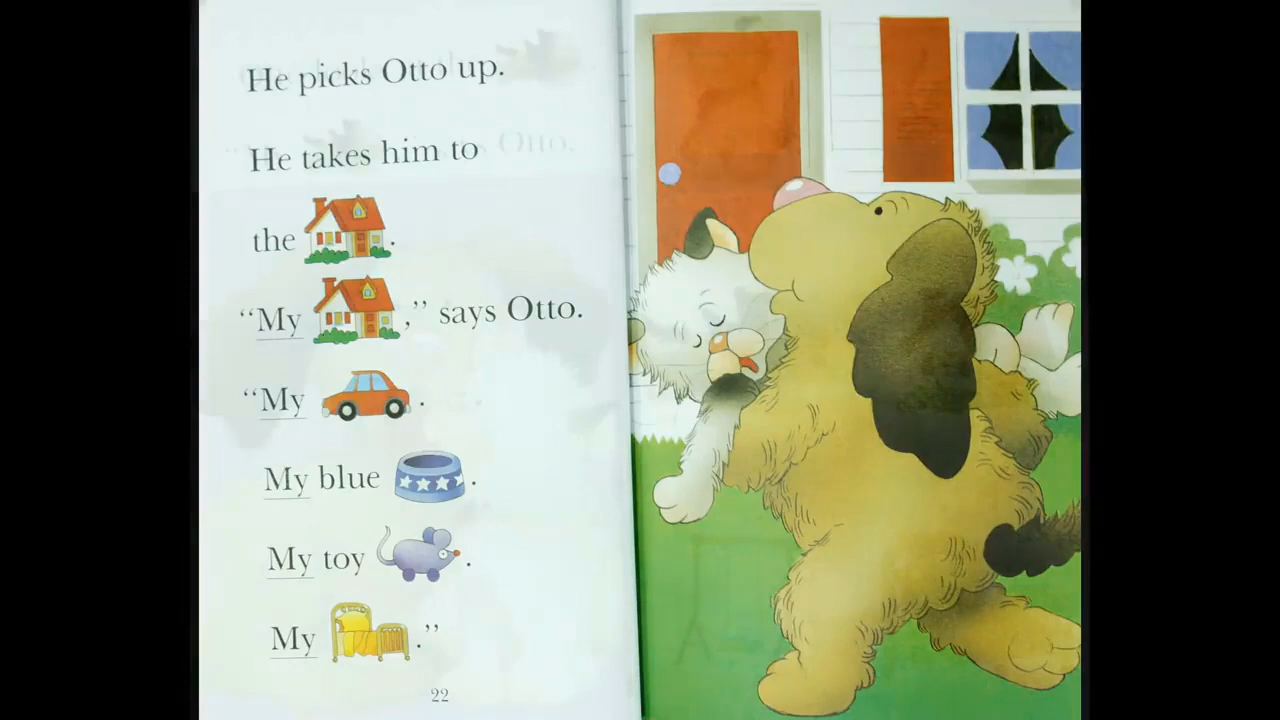 He picks Otto up.
He takes him to
the .
“My ,” says Otto.
“My .
My blue .
My toy .
My .”
22